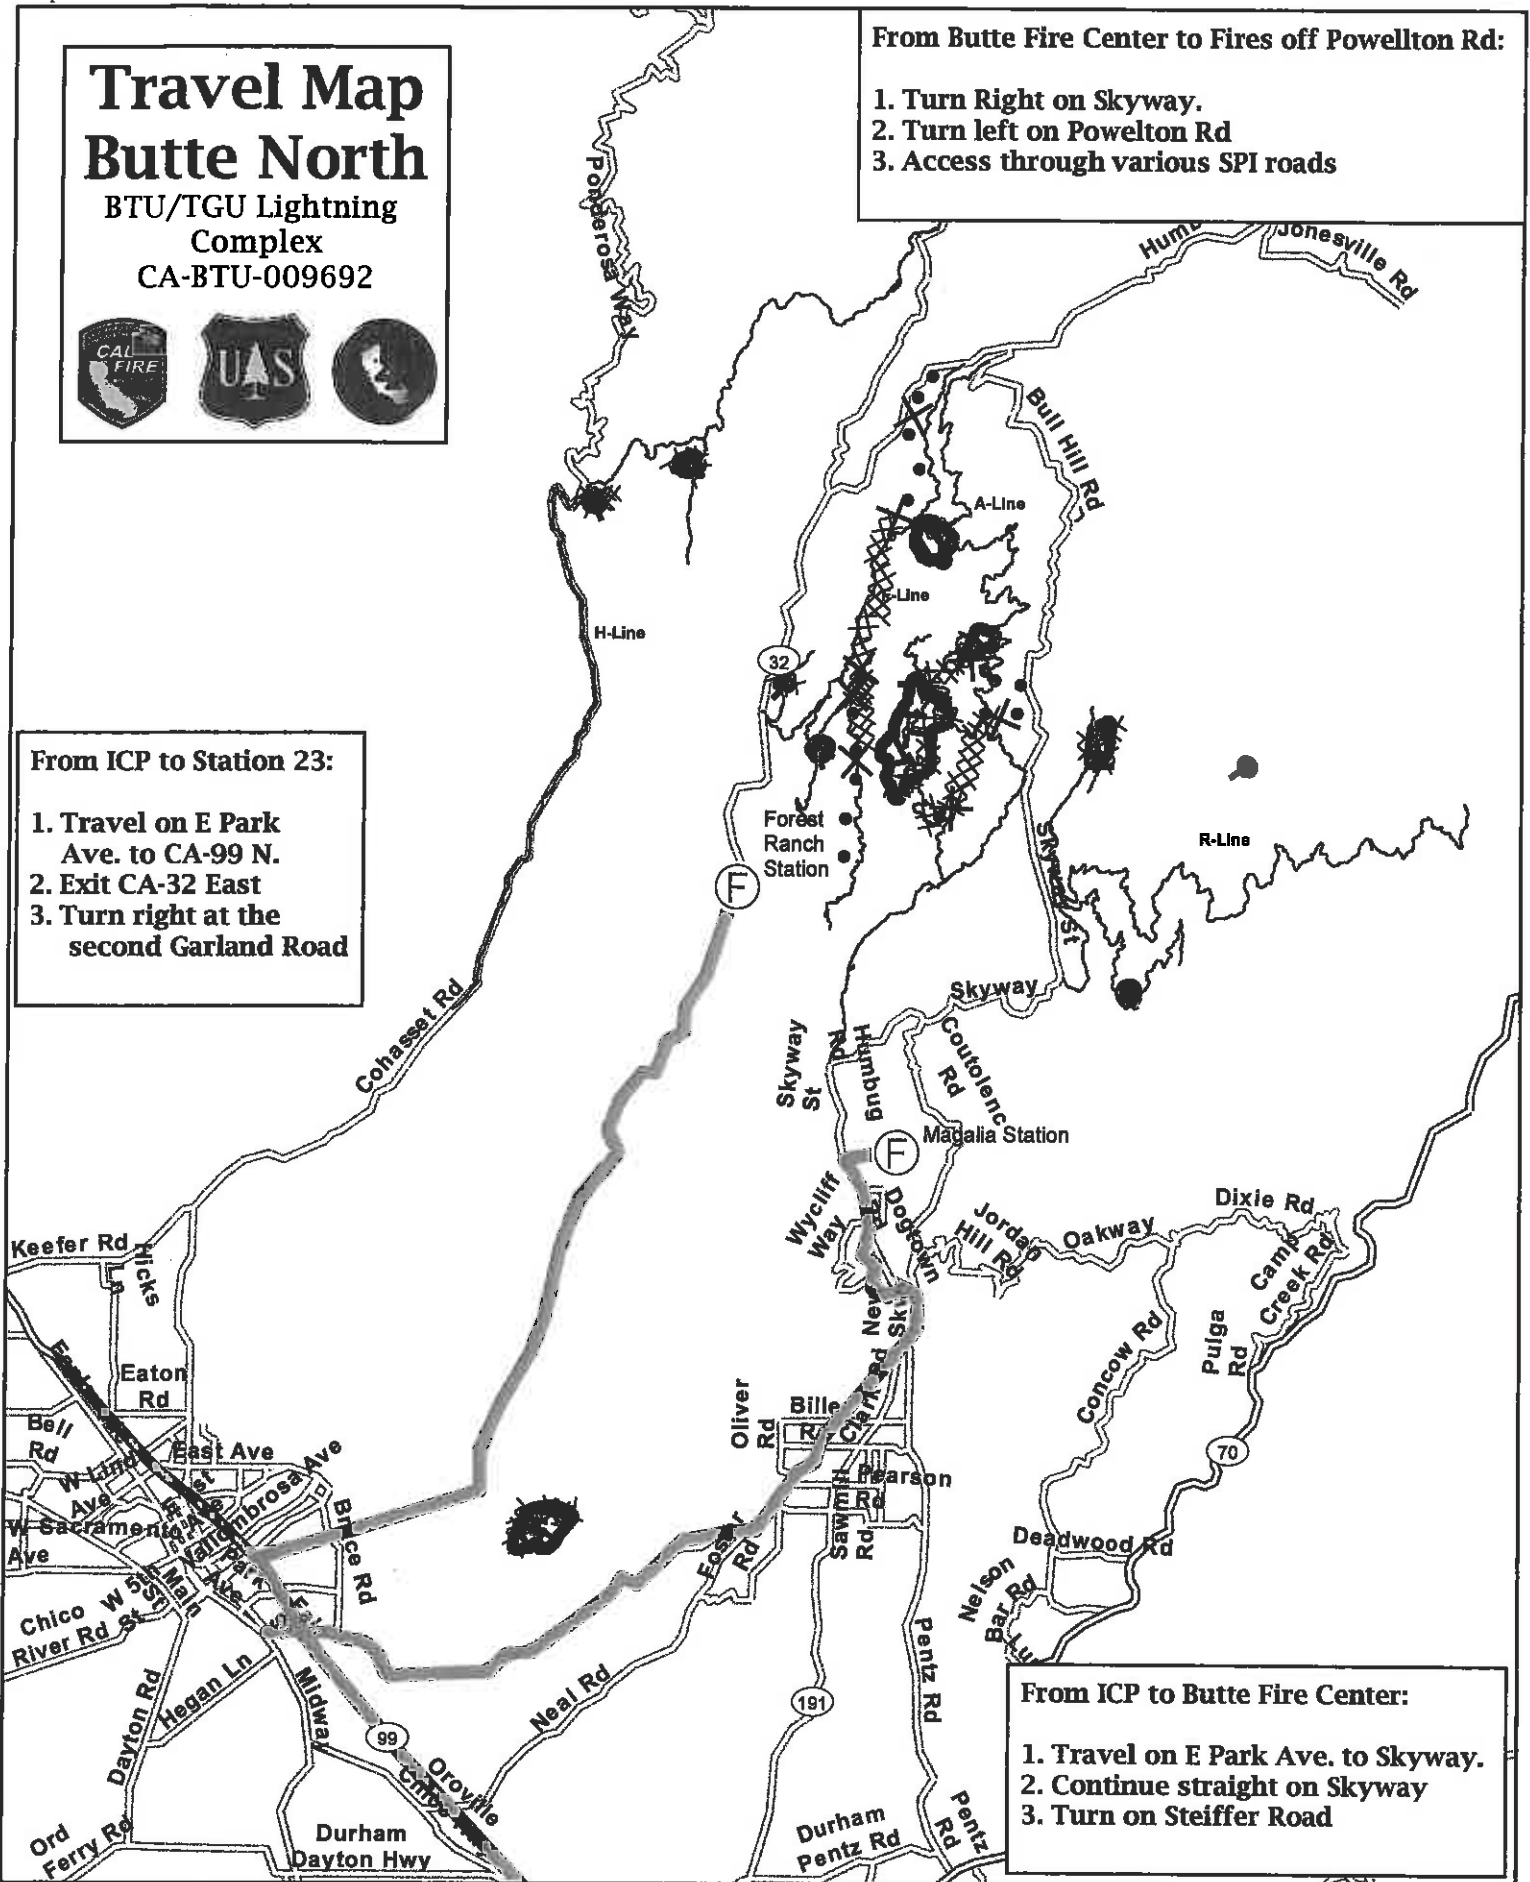 Travel Map
Butte North
BTU/TGU Lightning
Complex
CA-BTU-009692
CAL
FIRE
U S
From Butte Fire Center to Fires off Powellton Rd:
1. Turn Right on Skyway.
2. Turn left on Powelton Rd
3. Access through various SPI roads
Ponderosa Way
Jonesville Rd
Bull Hill Rd
A-Line
-Line
H-Line
32
From ICP to Station 23:
1. Travel on E Park
Ave. to CA-99 N.
2. Exit CA-32 East
3. Turn right at the
second Garland Road
Forest
Ranch
Station
F
R-Line
Skyway St
Skyway
Cohasset Rd
Skyway
St
Humbug
Rd
Coutolenc
Rd
Magalia Station
F
Wycliff
Way
Dogtown
Jordan
Hill Rd
Oakway
Dixie Rd
Camp
Creek Rd
Keefer Rd
Hicks
Ln
New
Concow Rd
Pulga
Rd
Eaton
Rd
Bell
Rd
Oliver
Rd
Bille
Clark Rd
70
East Ave
W Lind
Ave
Pearson
Rd
W Sacramento
Ave
Bruce Rd
Foster
Rd
Sawmill
Rd
Deadwood Rd
Nelson
Bar Rd
Park
Ave
Main
W 5th
St
Chico
River Rd
St
Hegan Ln
Dayton Rd
Midway
Neal Rd
191
Pentz Rd
99
Oroville
Ord
Ferry Rd
Durham
Dayton Hwy
Durham
Pentz Rd
Pentz
Rd
From ICP to Butte Fire Center:
1. Travel on E Park Ave. to Skyway.
2. Continue straight on Skyway
3. Turn on Steiffer Road